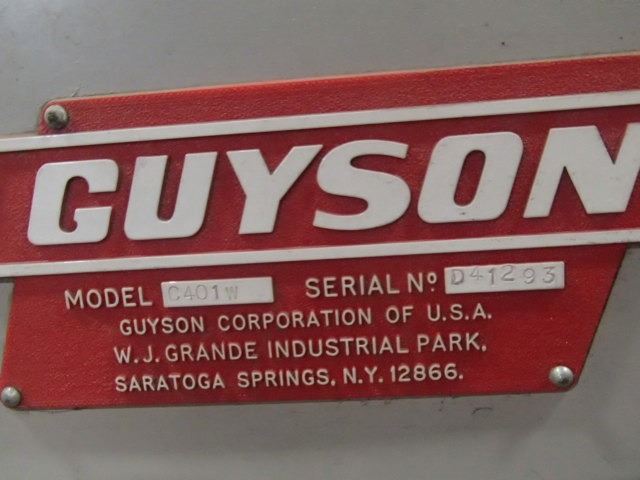 GUYSON
MODEL C401W SERIAL Nº D41293
GUYSON CORPORATION OF U.S.A.
W.J. GRANDE INDUSTRIAL PARK,
SARATOGA SPRINGS, N.Y. 12866.